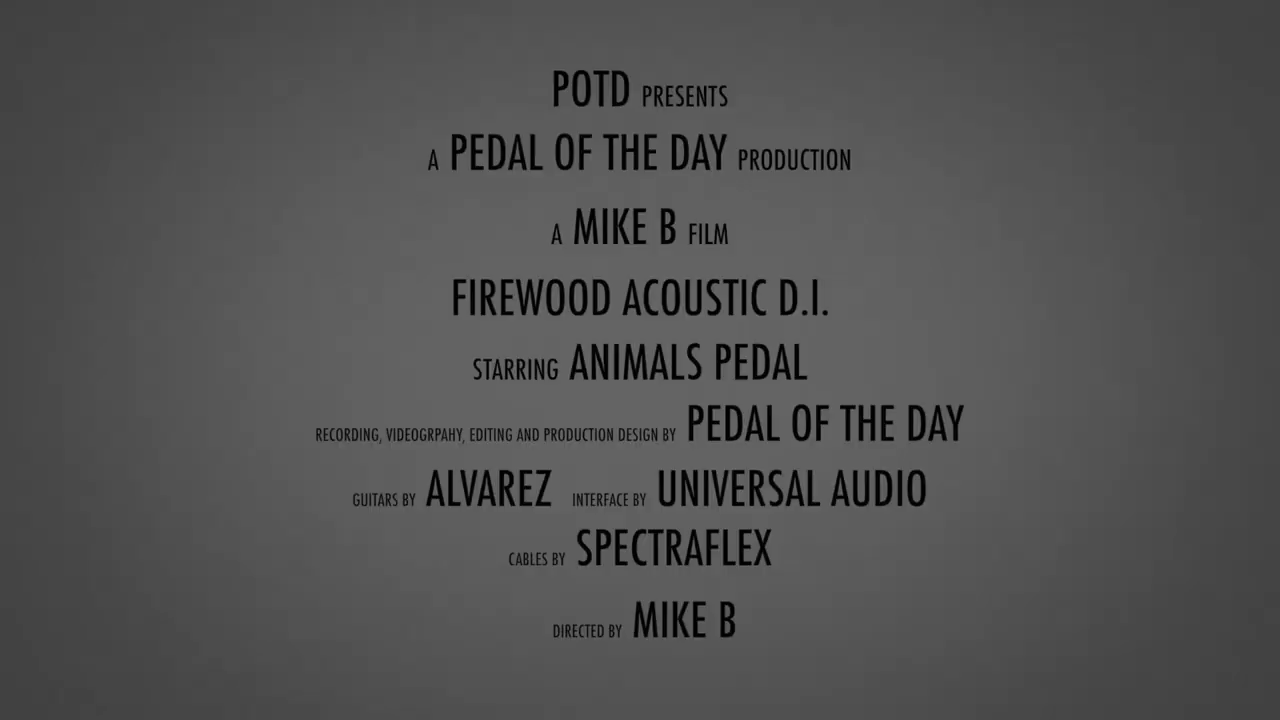 POTD PRESENTS
A PEDAL OF THE DAY PRODUCTION
A MIKE B FILM
FIREWOOD ACOUSTIC D.I.
STARRING ANIMALS PEDAL
RECORDING, VIDEOGRPAHY, EDITING AND PRODUCTION DESIGN BY PEDAL OF THE DAY
GUITARS BY ALVAREZ INTERFACE BY UNIVERSAL AUDIO
CABLES BY SPECTRAFLEX
DIRECTED BY MIKE B